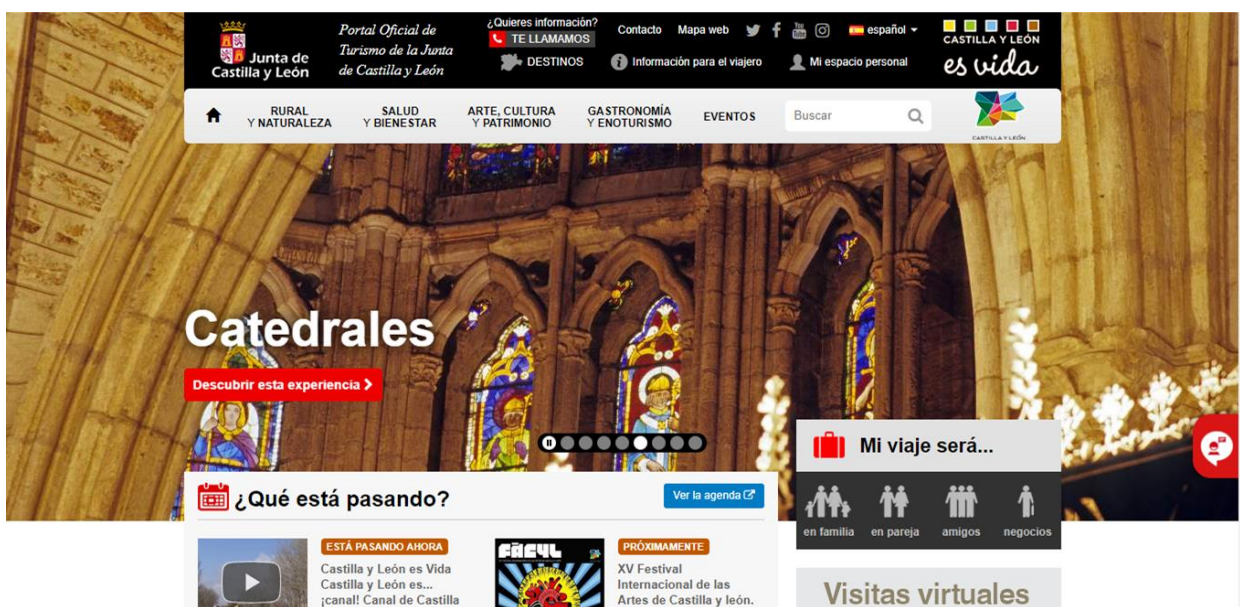 Junta de
Castilla y León
Portal Oficial de
Turismo de la Junta
de Castilla y León
¿Quieres información?
TE LLAMAMOS
Contacto
Mapa web
You
Tube
español
DESTINOS
Información para el viajero
Mi espacio personal
CASTILLA Y LEÓN
es vida
RURAL
Y NATURALEZA
SALUD
Y BIENESTAR
ARTE, CULTURA
Y PATRIMONIO
GASTRONOMÍA
Y ENOTURISMO
EVENTOS
Buscar
CASTILLA Y LEÓN
Catedrales
Descubrir esta experiencia
Mi viaje será...
en familia
en pareja
amigos
negocios
¿Qué está pasando?
Ver la agenda
ESTÁ PASANDO AHORA
Castilla y León es Vida
Castilla y León es...
¡canal! Canal de Castilla
FÀCYL
PRÓXIMAMENTE
XV Festival
Internacional de las
Artes de Castilla y león.
Visitas virtuales